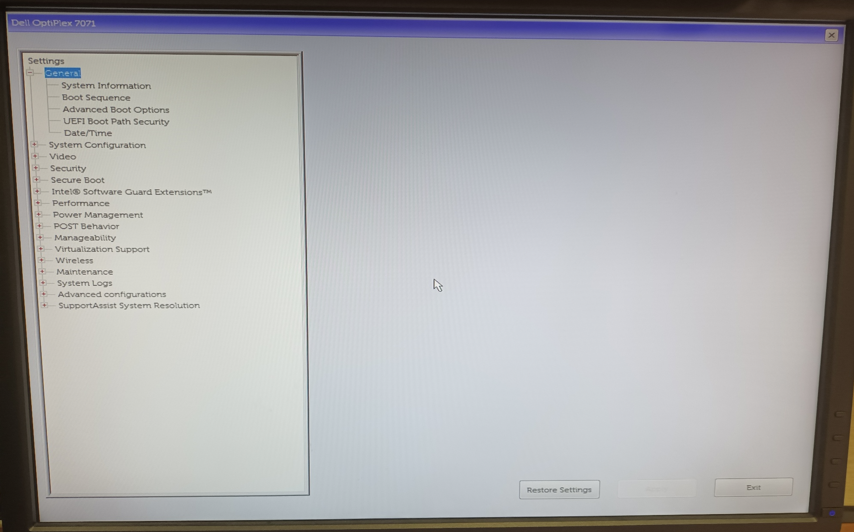 Dell OptiPlex 7071
Settings
General
System Information
Boot Sequence
Advanced Boot Options
UEFI Boot Path Security
Date/Time
System Configuration
Video
Security
Secure Boot
Intel® Software Guard Extensions™
Performance
Power Management
POST Behavior
Manageability
Virtualization Support
Wireless
Maintenance
System Logs
Advanced configurations
SupportAssist System Resolution
Restore Settings
Exit